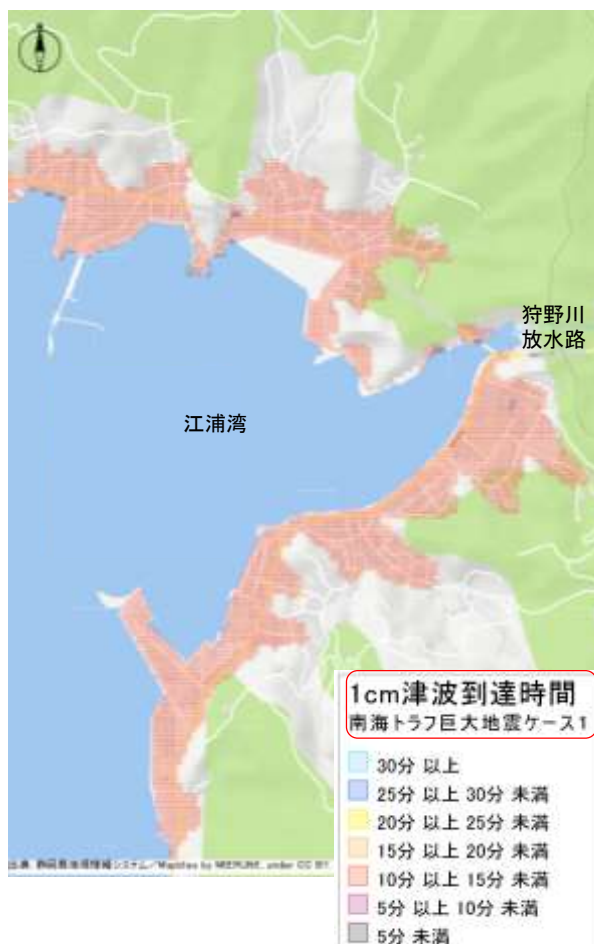 狩野川
放水路
江浦湾
1cm津波到達時間
南海トラフ巨大地震ケース1
30分 以上
25分 以上 30分 未満
20分 以上 25分 未満
15分 以上 20分 未満
10分 以上 15分 未満
5分 以上 10分 未満
5分 未満